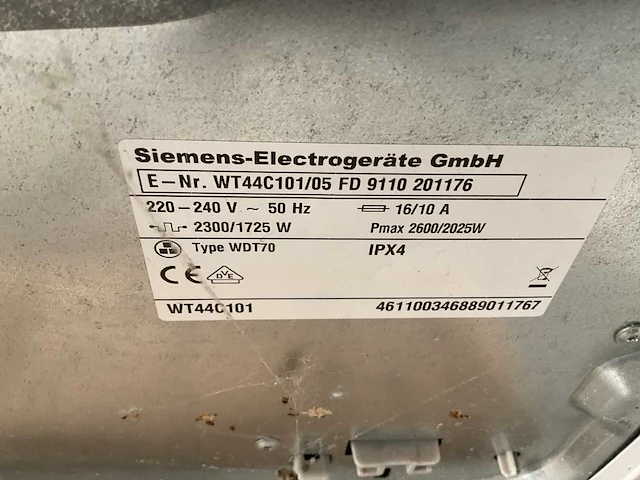 Siemens-Electrogeräte GmbH
E-Nr. WT44C101/05 FD 9110 201176
220-240 V ~ 50 Hz 16/10 A
2300/1725 W Pmax 2600/2025W
Type WDT70 IPX4
CE DVE
WT44C101 461100346889011767